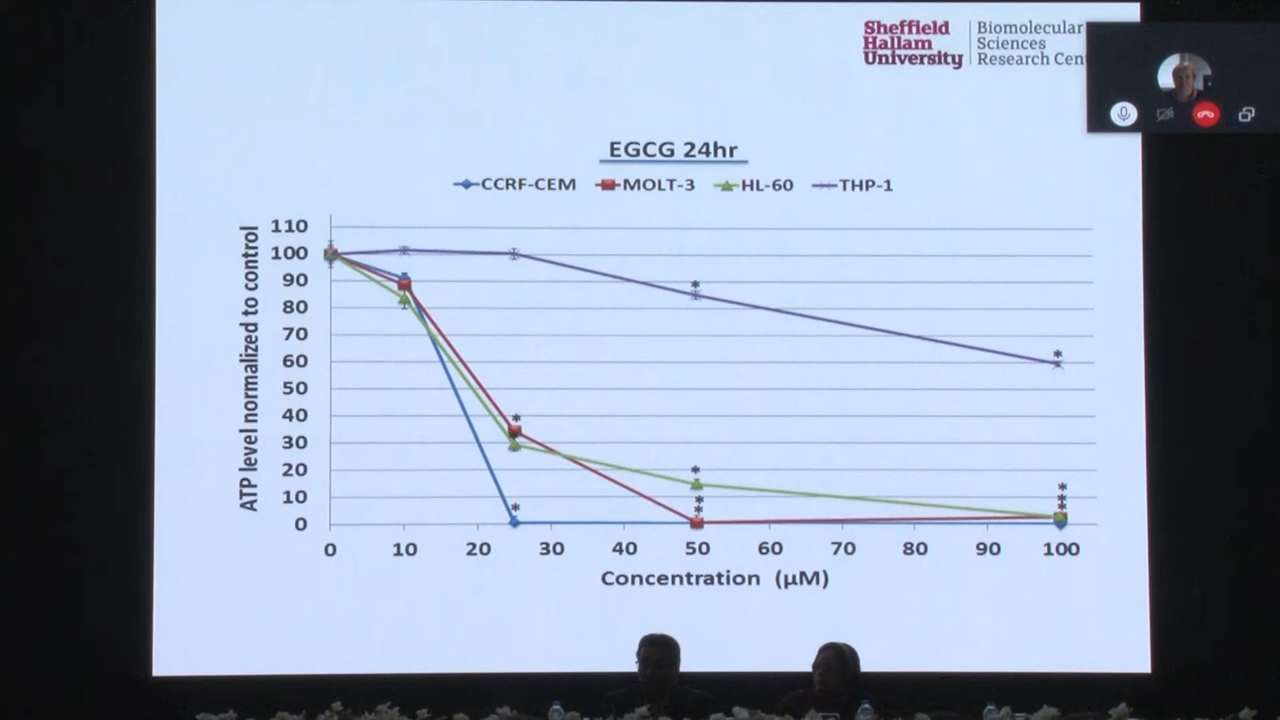 Sheffield
Hallam
University
Biomolecular
Sciences
Research Cen
EGCG 24hr
CCRF-CEM MOLT-3 HL-60 THP-1
ATP level normalized to control
110
100
90
80
70
60
50
40
30
20
10
0
0 10 20 30 40 50 60 70 80 90 100
Concentration (µM)